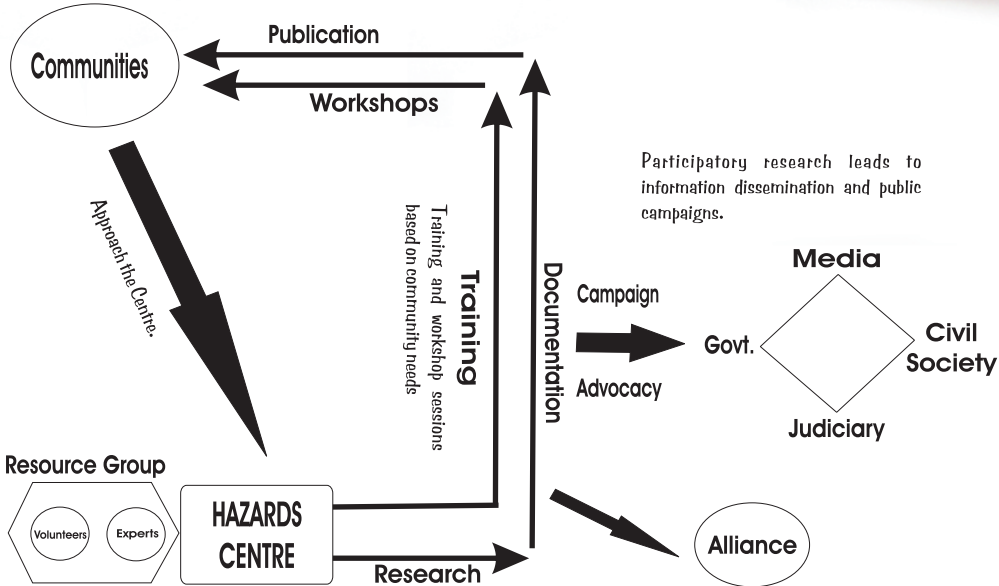 Publication
Communities
Workshops
Participatory research leads to
information dissemination and public
campaigns.
Approach the Centre.
Training and workshop sessions
based on community needs
Training
Documentation
Campaign
Advocacy
Media
Govt.
Civil
Society
Judiciary
Resource Group
Volunteers
Experts
HAZARDS
CENTRE
Research
Alliance